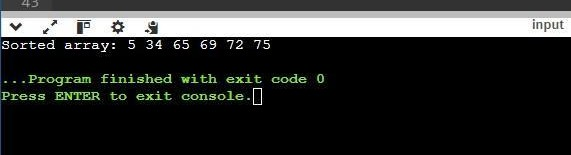 43
input
Sorted array: 5 34 65 69 72 75
...Program finished with exit code 0
Press ENTER to exit console.